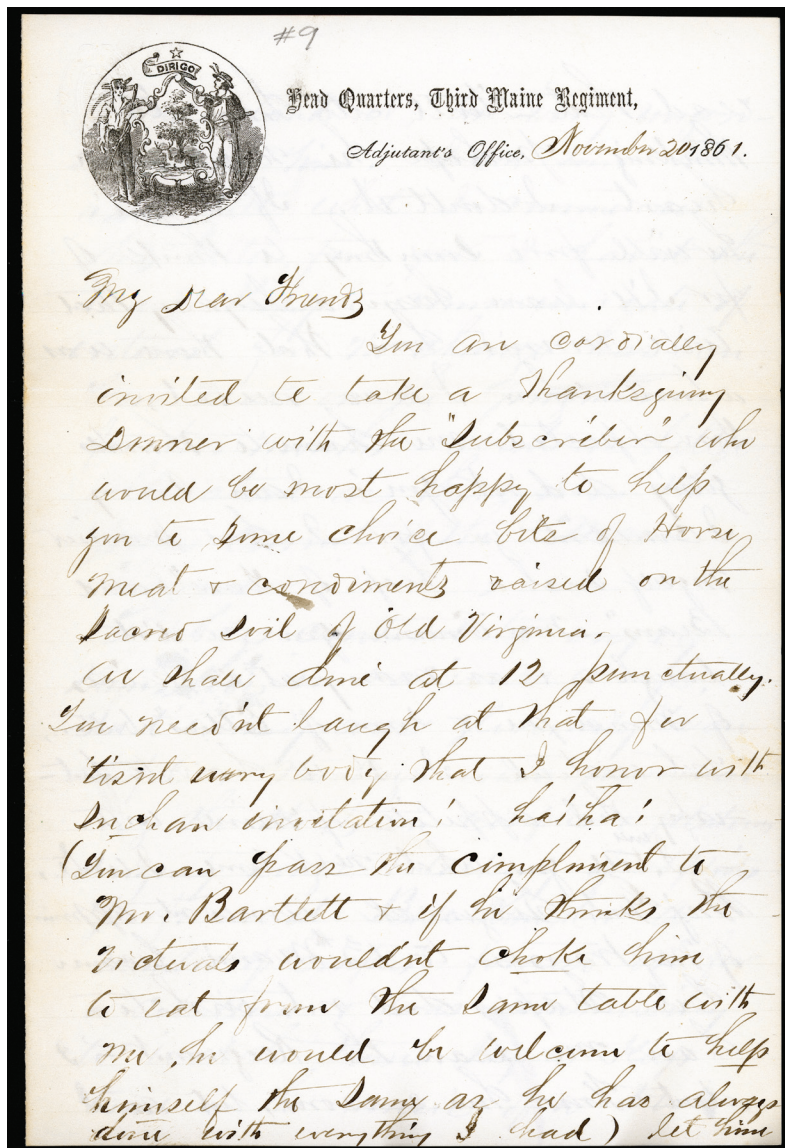 #9
DIRIGO
Head Quarters, Third Maine Regiment,
Adjutant's Office, November 20 1861.
My Dear Friend
You are cordially
invited to take a Thanksgiving
Dinner with the "Subscriber" who
would be most happy to help
you to some choice bits of Horse
meat & condiments raised on the
Sacred Soil of Old Virginia.
We shall dine at 12 punctually.
You needn't laugh at that for
'tisnt every body that I honor with
such an invitation! ha! ha!
(You can pass the compliment to
Mr. Bartlett & if he thinks the
victuals wouldnt choke him
to eat from the same table with
me, he would be welcome to help
himself the same as he has always
done with everything I had) let him